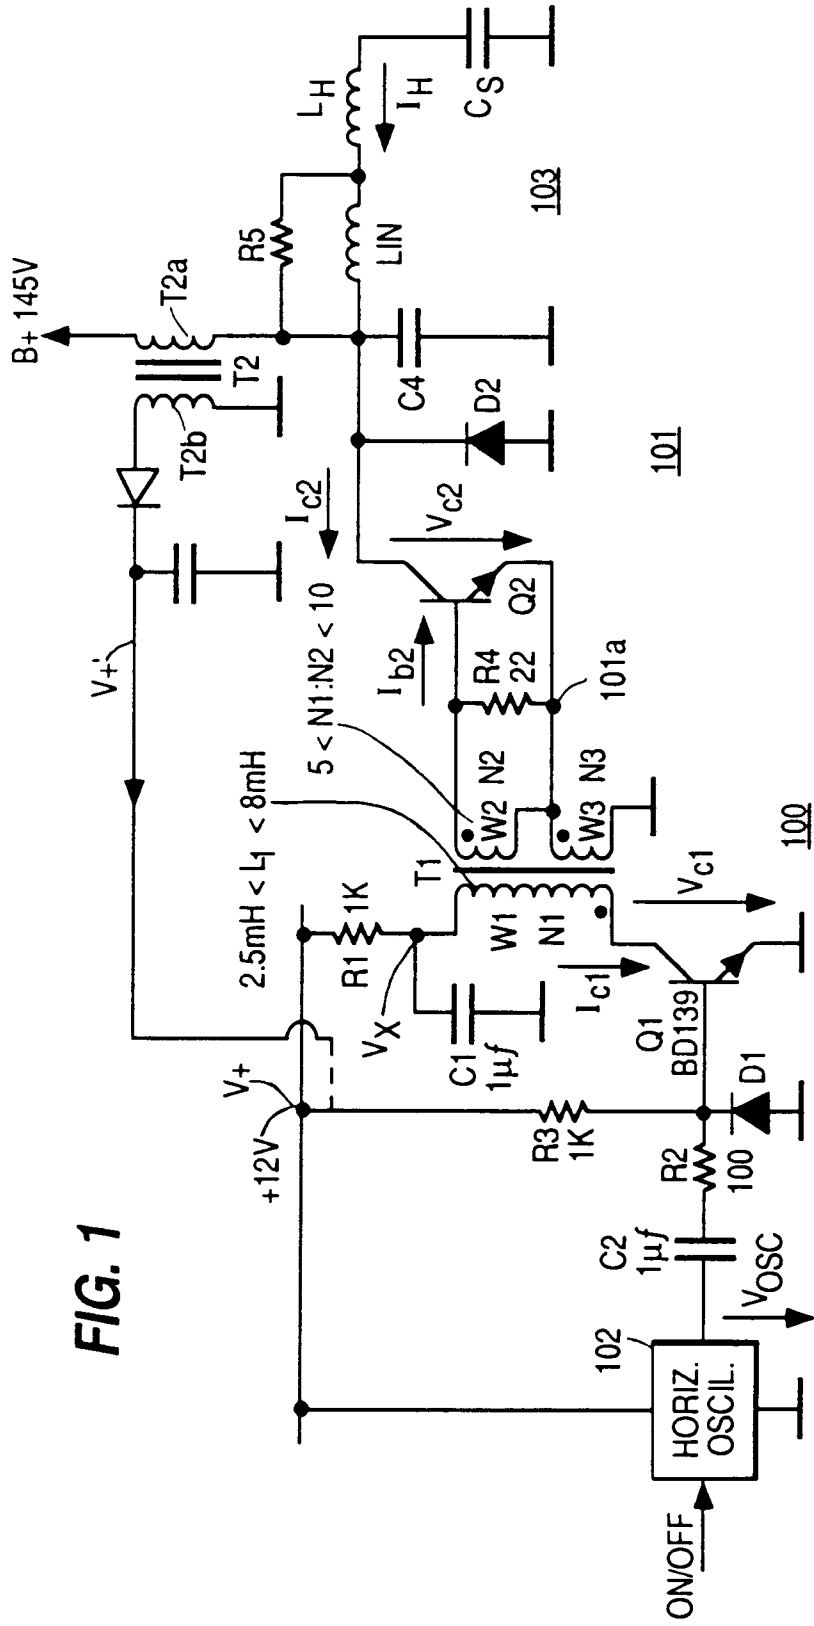 FIG. 1
B+ 145V
T2a
T2
T2b
V+'
R5
LH
IH
CS
LIN
103
C4
D2
101
Ic2
Vc2
Q2
Ib2
R4
22
101a
5 < N1:N2 < 10
2.5mH < L1 < 8mH
T1
W2
N2
W3
N3
W1
N1
100
Vc1
Ic1
R1
1K
VX
C1
1µf
V+
+12V
Q1
BD139
D1
R3
1K
R2
100
C2
1µf
VOSC
102
HORIZ.
OSCIL.
ON/OFF